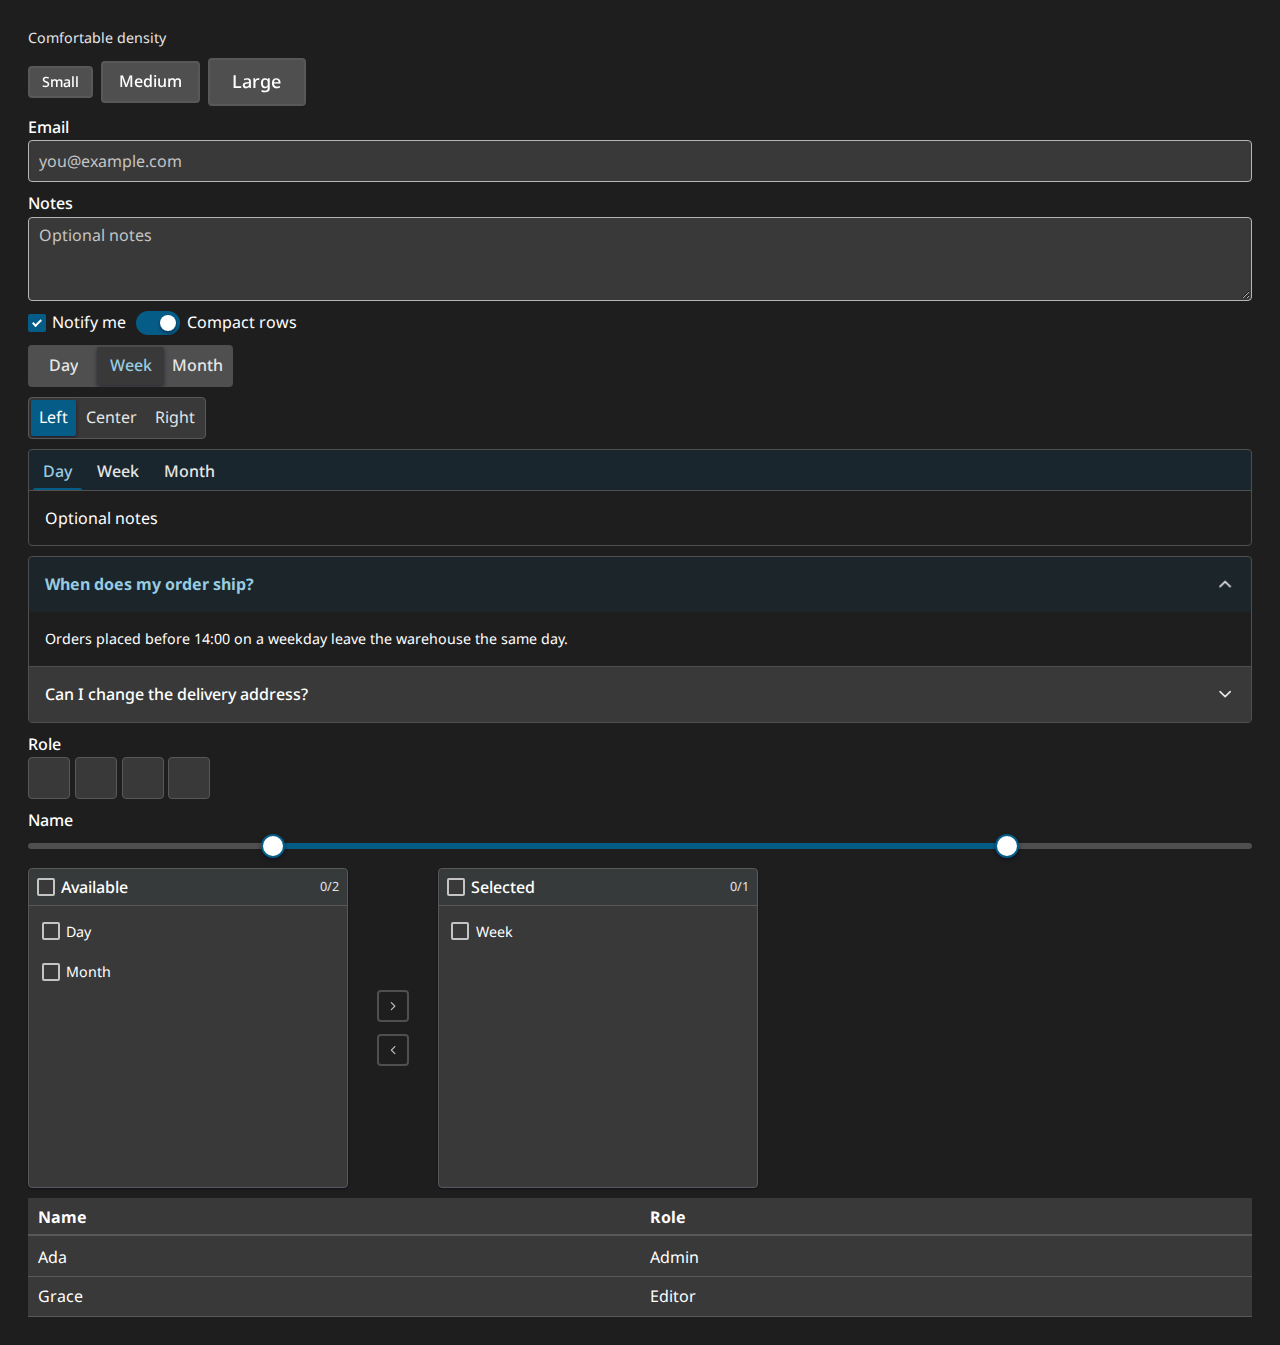 Comfortable density
Small Medium Large
Email
you@example.com
Notes
Optional notes
Notify me Compact rows
Day Week Month
Left Center Right
Day Week Month
Optional notes
When does my order ship?
Orders placed before 14:00 on a weekday leave the warehouse the same day.
Can I change the delivery address?
Role
Name
Available 0/2 Selected 0/1
Day Week
Month
Name Role
Ada Admin
Grace Editor